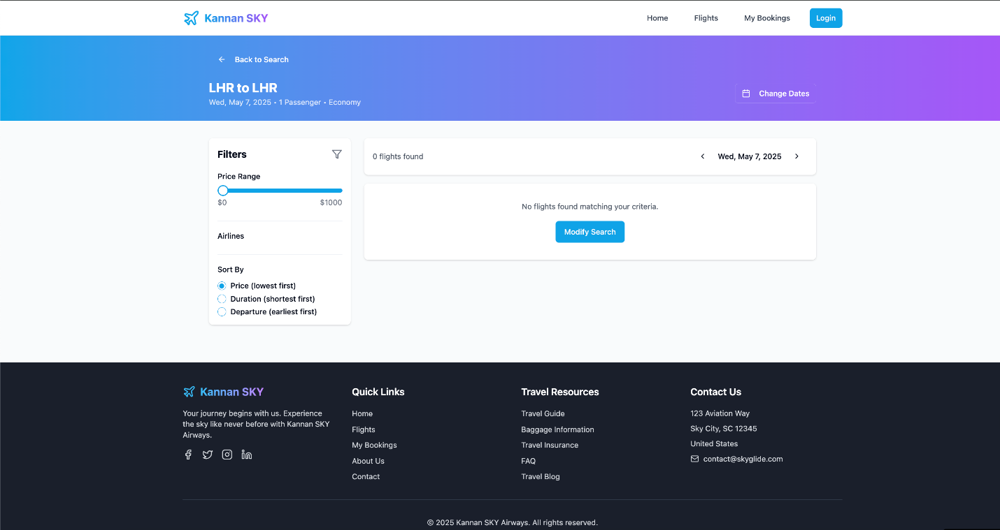 Kannan SKY
Home
Flights
My Bookings
Login
Back to Search
LHR to LHR
Wed, May 7, 2025 • 1 Passenger • Economy
Change Dates
Filters
Price Range
$0
$1000
Airlines
Sort By
Price (lowest first)
Duration (shortest first)
Departure (earliest first)
0 flights found
Wed, May 7, 2025
No flights found matching your criteria.
Modify Search
Kannan SKY
Your journey begins with us. Experience
the sky like never before with Kannan SKY
Airways.
Quick Links
Home
Flights
My Bookings
About Us
Contact
Travel Resources
Travel Guide
Baggage Information
Travel Insurance
FAQ
Travel Blog
Contact Us
123 Aviation Way
Sky City, SC 12345
United States
contact@skyglide.com
© 2025 Kannan SKY Airways. All rights reserved.